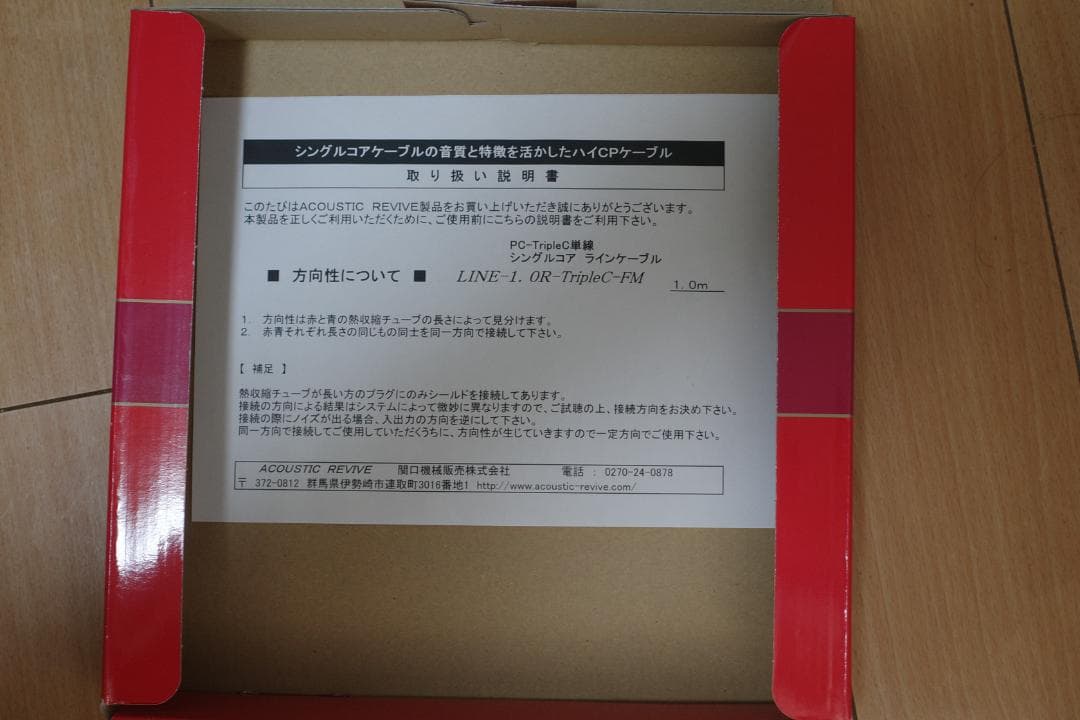 シングルコアケーブルの音質と特徴を活かしたハイCPケーブル
取り扱い説明書
このたびはACOUSTIC REVIVE製品をお買い上げいただき誠にありがとうございます。
本製品を正しくご利用いただくために、ご使用前にこちらの説明書をご利用下さい。
PC-TripleC単線
シングルコア ラインケーブル
■ 方向性について ■ LINE-1. 0R-TripleC-FM 1.0m
1. 方向性は赤と青の熱収縮チューブの長さによって見分けます。
2. 赤青それぞれ長さの同じもの同士を同一方向で接続して下さい。
【 補足 】
熱収縮チューブが長い方のプラグにのみシールドを接続してあります。
接続の方向による結果はシステムによって微妙に異なりますので、ご試聴の上、接続方向をお決め下さい。
接続の際にノイズが出る場合、入出力の方向を逆にして下さい。
同一方向で接続してご使用していただくうちに、方向性が生じていきますので一定方向でご使用下さい。
ACOUSTIC REVIVE 関口機械販売株式会社 電話 : 0270-24-0878
〒 372-0812 群馬県伊勢崎市連取町3016番地1 http://www.acoustic-revive.com/